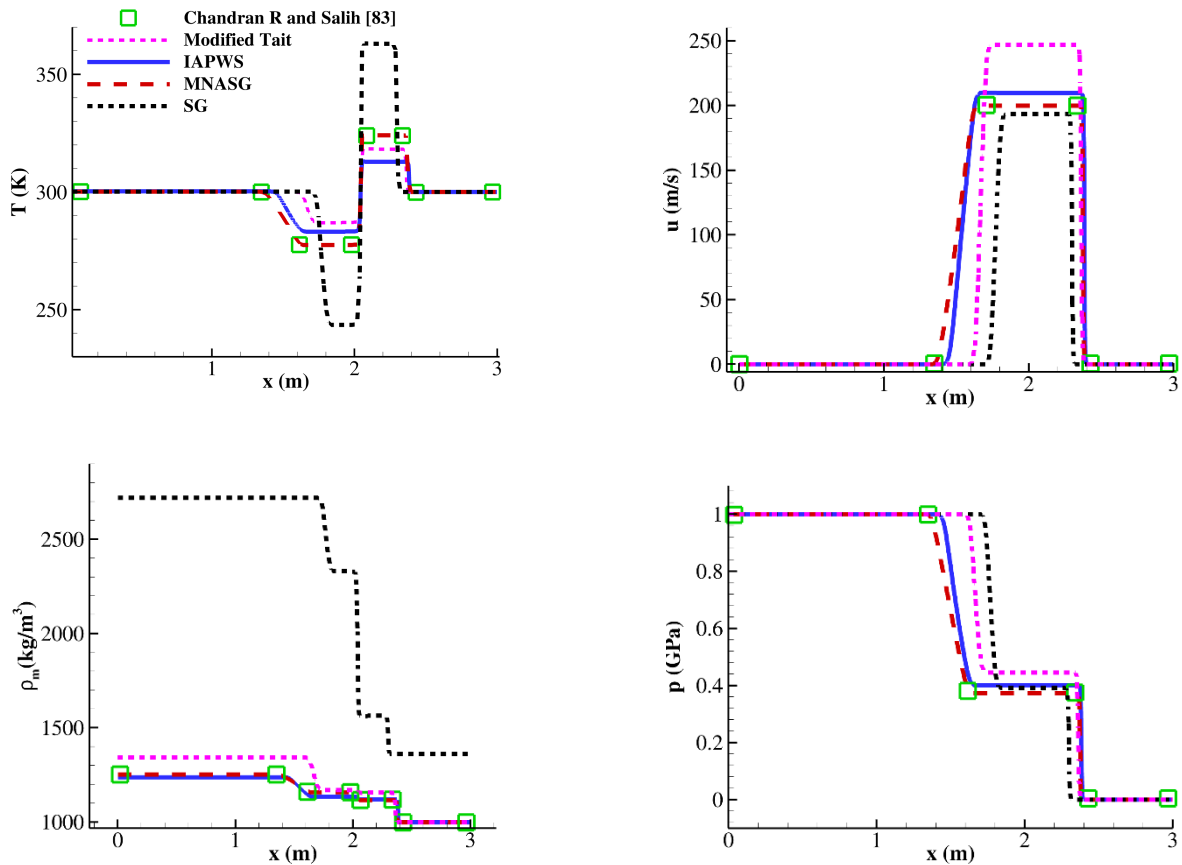 Chandran R and Salih [83]
Modified Tait
IAPWS
MNASG
SG
T (K)
350
300
250
1
2
3
x (m)
u (m/s)
250
200
150
100
50
0
0
1
2
3
x (m)
ρm(kg/m³)
2500
2000
1500
1000
0
1
2
3
x (m)
p (GPa)
1
0.8
0.6
0.4
0.2
0
0
1
2
3
x (m)